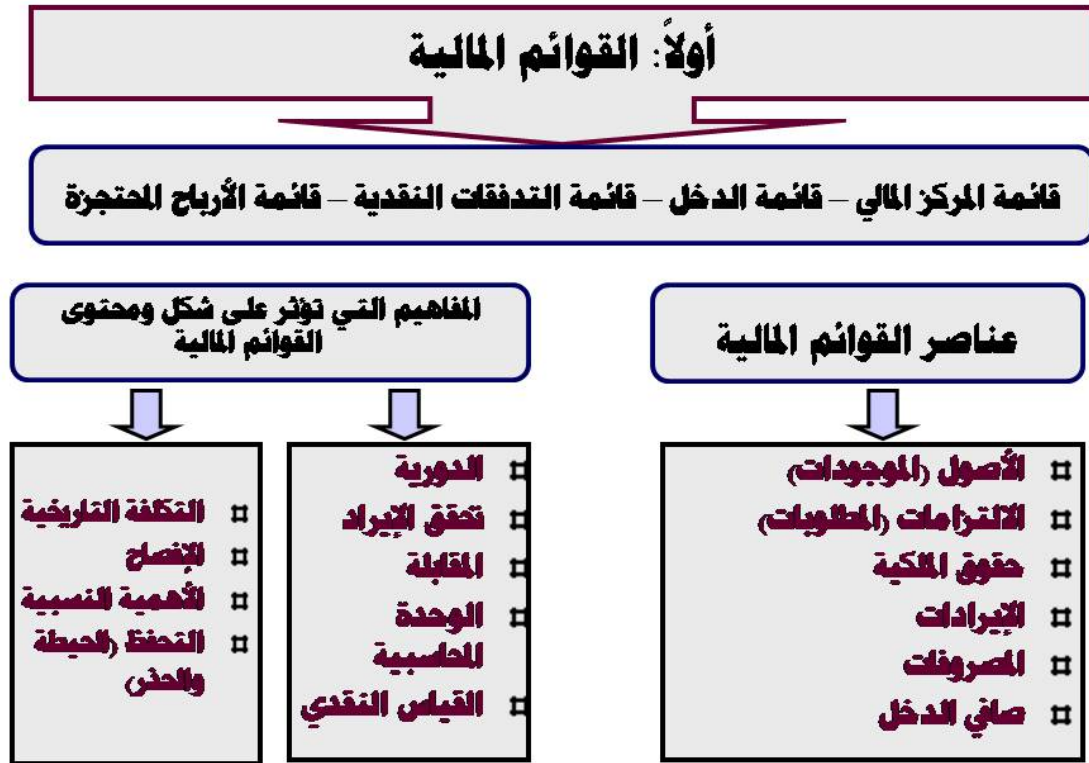 أولاً: القوائم المالية
قائمة المركز المالي – قائمة الدخل – قائمة التدفقات النقدية – قائمة الأرباح المحتجزة
عناصر القوائم المالية
الأصول (الموجودات)
الالتزامات (المطلوبات)
حقوق الملكية
الإيرادات
المصروفات
صافي الدخل
المفاهيم التي تؤثر على شكل ومحتوى
القوائم المالية
الدورية
تحقق الإيراد
المقابلة
الوحدة
المحاسبية
القياس النقدي
التكلفة التاريخية
الإفصاح
الأهمية النسبية
التحفظ (الحيطة
والحذر)